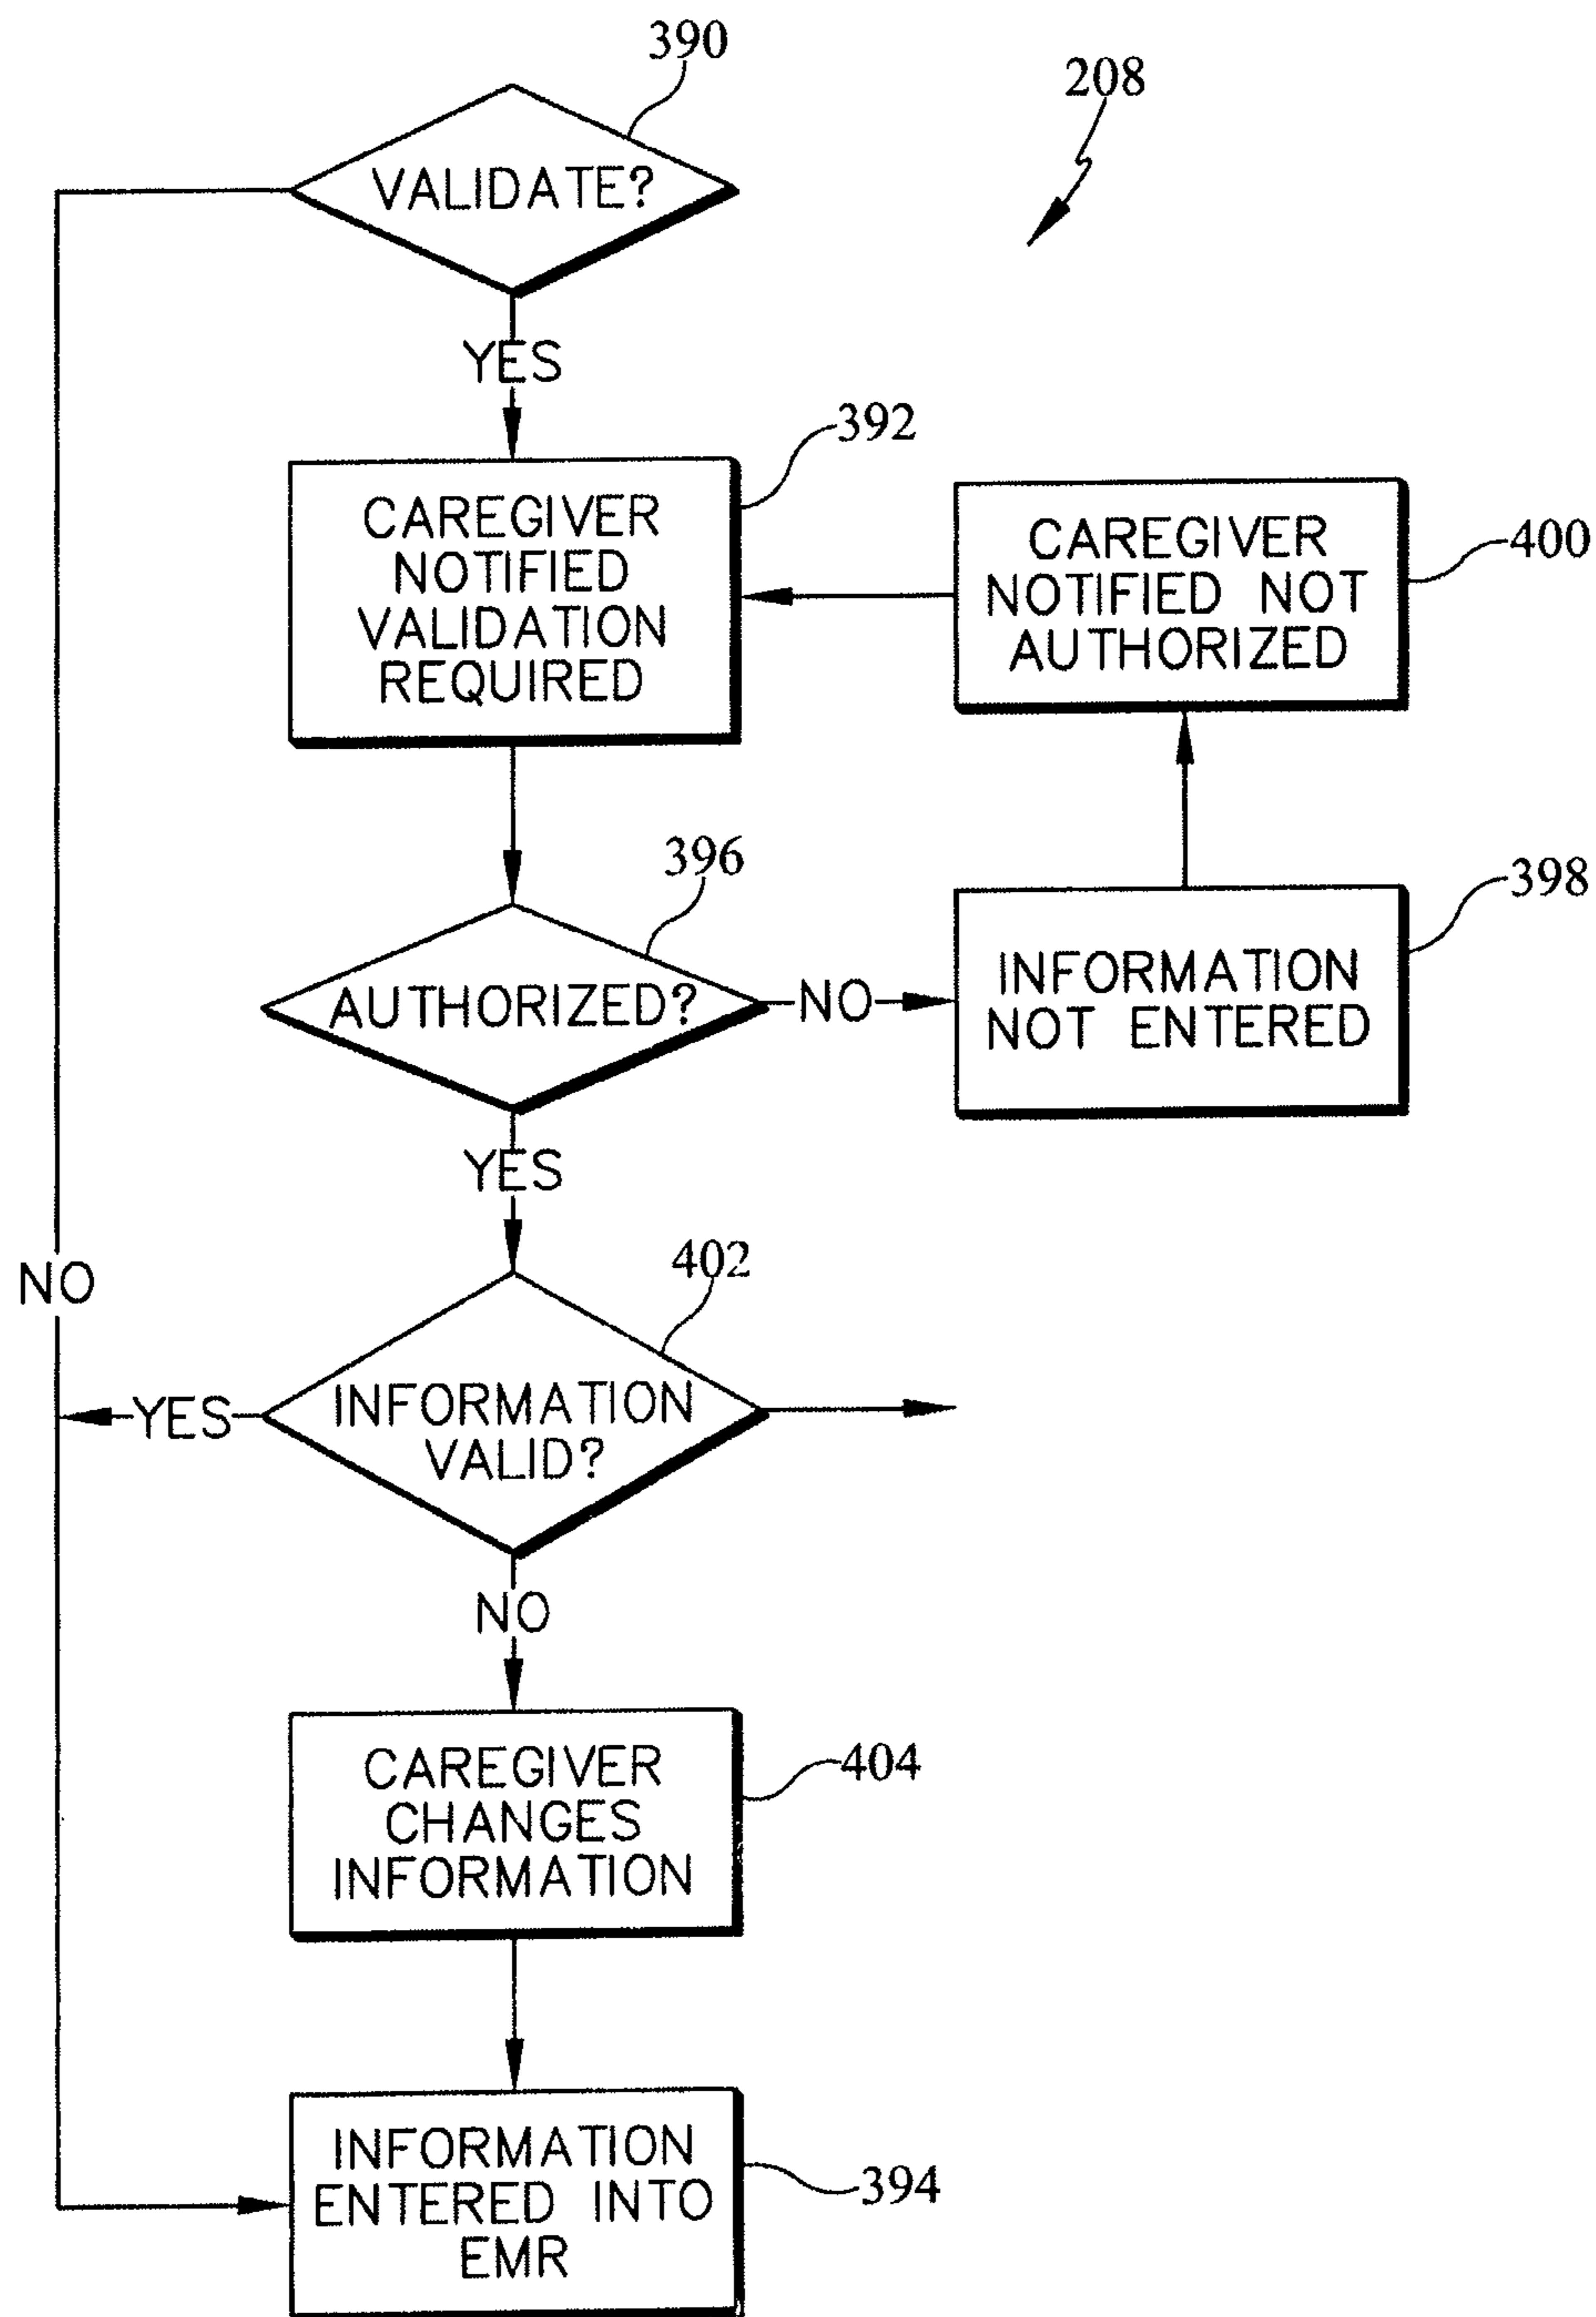 390
208
VALIDATE?
YES
392
CAREGIVER
NOTIFIED
VALIDATION
REQUIRED
CAREGIVER
NOTIFIED NOT
AUTHORIZED
400
396
398
AUTHORIZED?
NO
INFORMATION
NOT ENTERED
YES
NO
402
YES
INFORMATION
VALID?
NO
CAREGIVER
CHANGES
INFORMATION
404
INFORMATION
ENTERED INTO
EMR
394